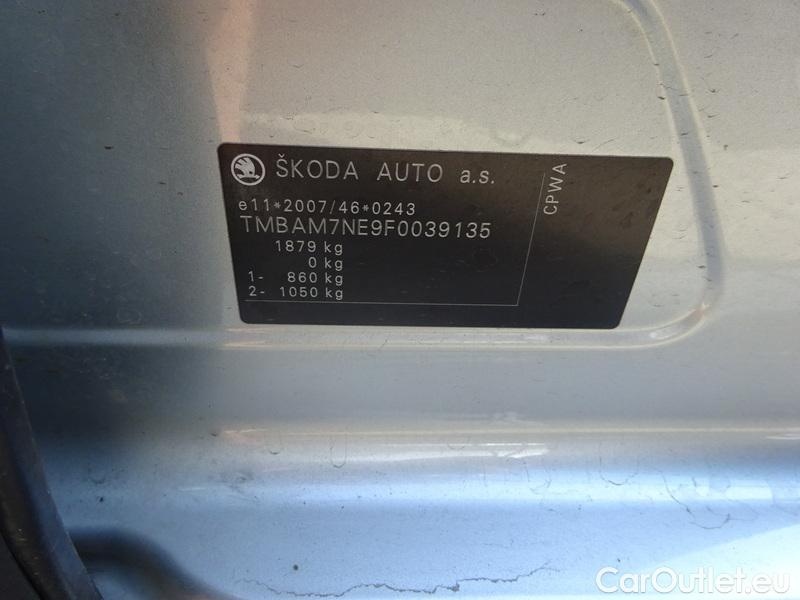 ŠKODA AUTO a.s.
e11*2007/46*0243
TMBAM7NE9F0039135
1879 kg
0 kg
1- 860 kg
2- 1050 kg
CPWA
CarOutlet.eu